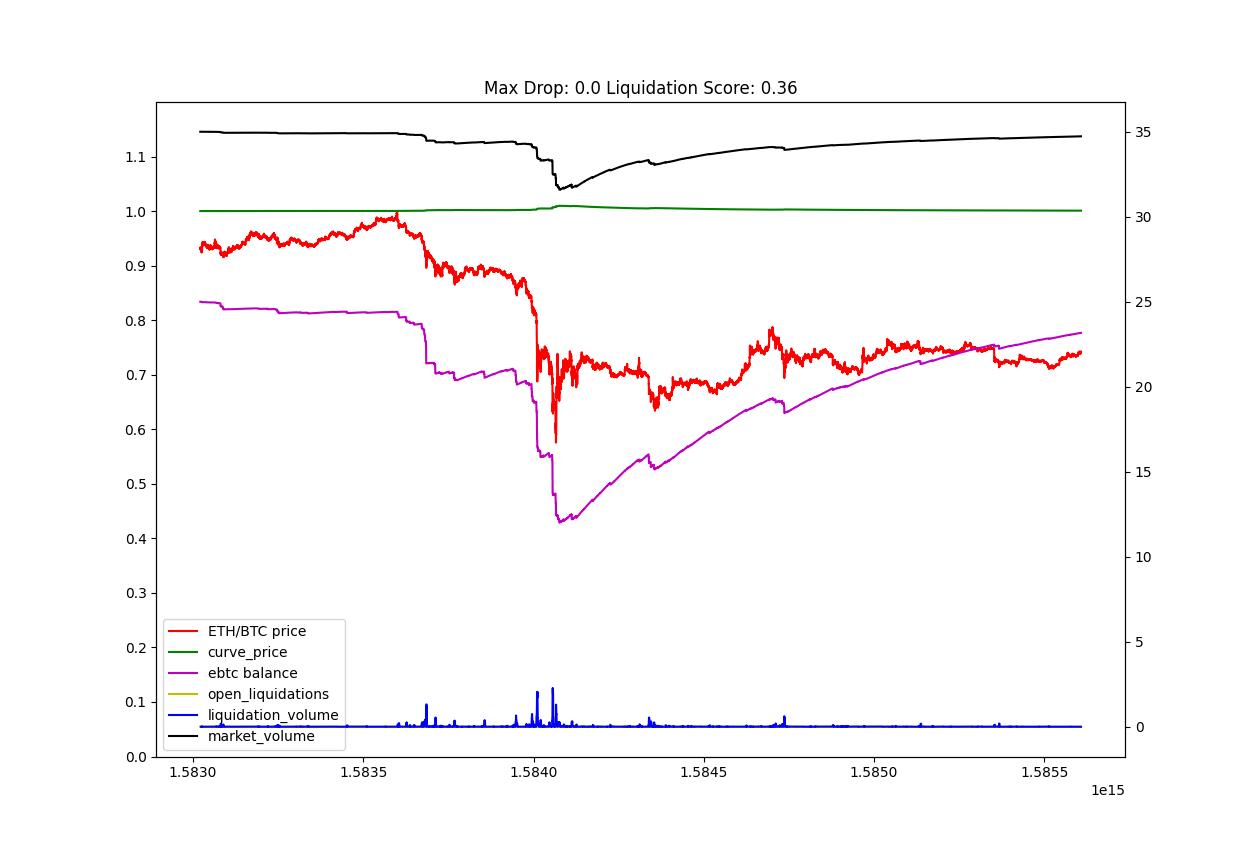 Max Drop: 0.0 Liquidation Score: 0.36
1.1
1.0
0.9
0.8
0.7
0.6
0.5
0.4
0.3
0.2
0.1
0.0
35
30
25
20
15
10
5
0
ETH/BTC price
curve_price
ebtc balance
open_liquidations
liquidation_volume
market_volume
1.5830 1.5835 1.5840 1.5845 1.5850 1.5855
1e15